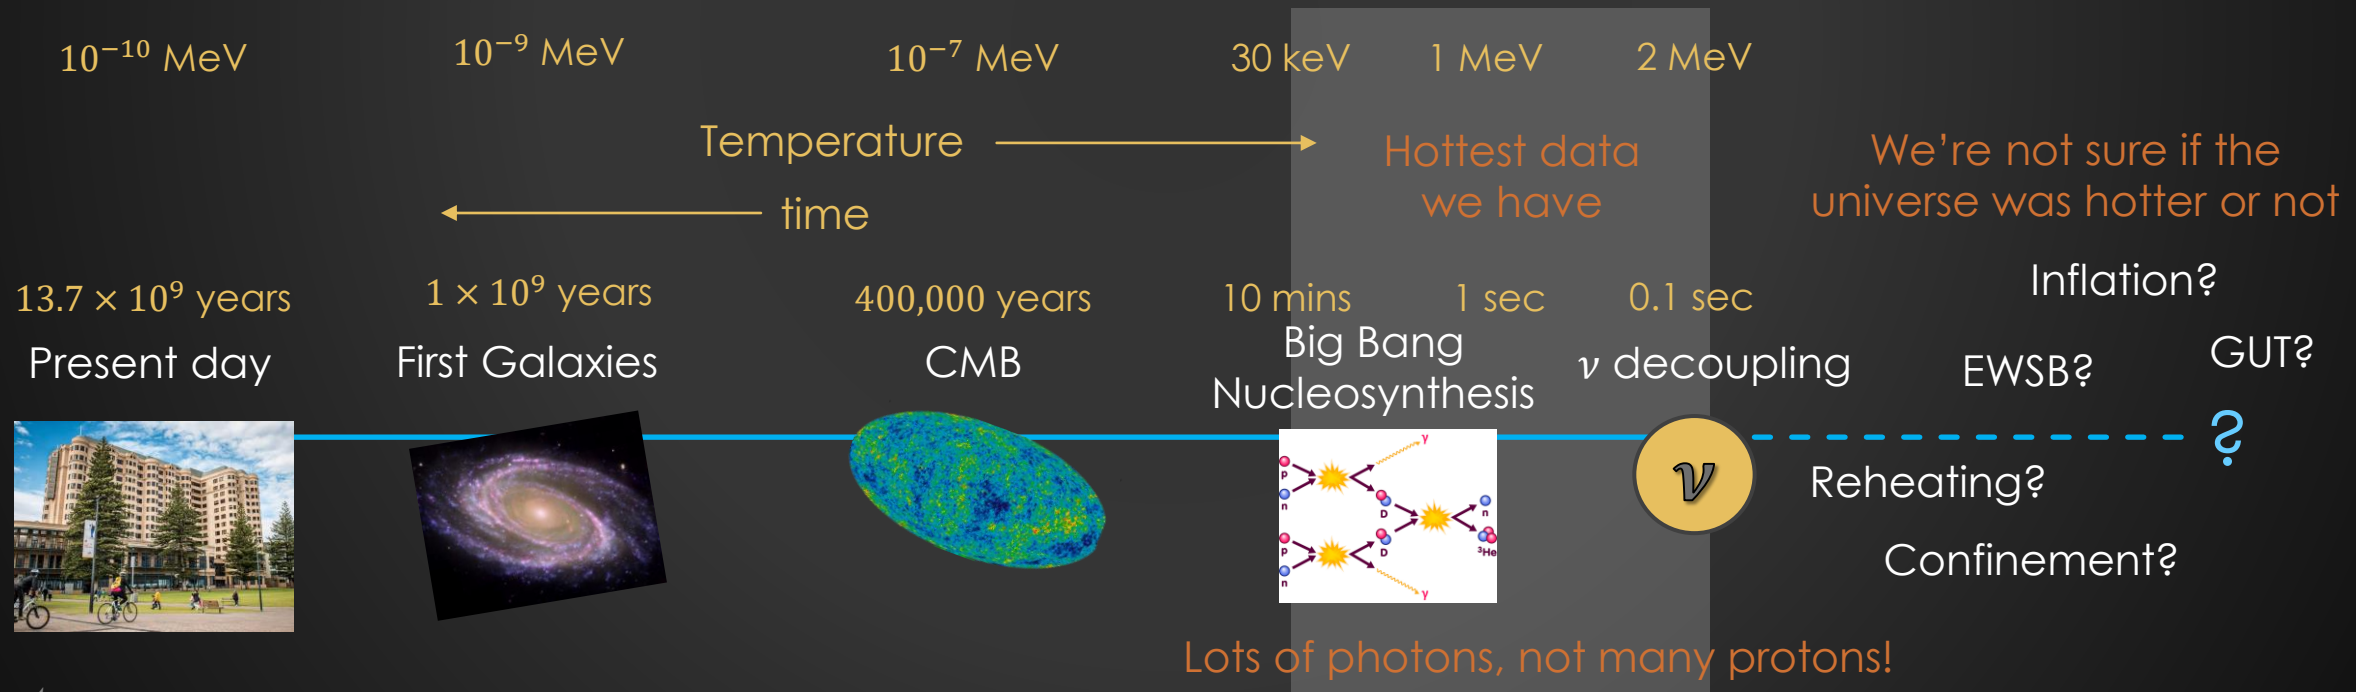 10⁻¹⁰ MeV
10⁻⁹ MeV
10⁻⁷ MeV
30 keV
1 MeV
2 MeV
Temperature
time
Hottest data
we have
We're not sure if the
universe was hotter or not
13.7 × 10⁹ years
1 × 10⁹ years
400,000 years
10 mins
1 sec
0.1 sec
Present day
First Galaxies
CMB
Big Bang
Nucleosynthesis
ν decoupling
Inflation?
EWSB?
GUT?
?
ν
Reheating?
Confinement?
γ
p
n
D
n
p
D
³He
n
γ
Lots of photons, not many protons!